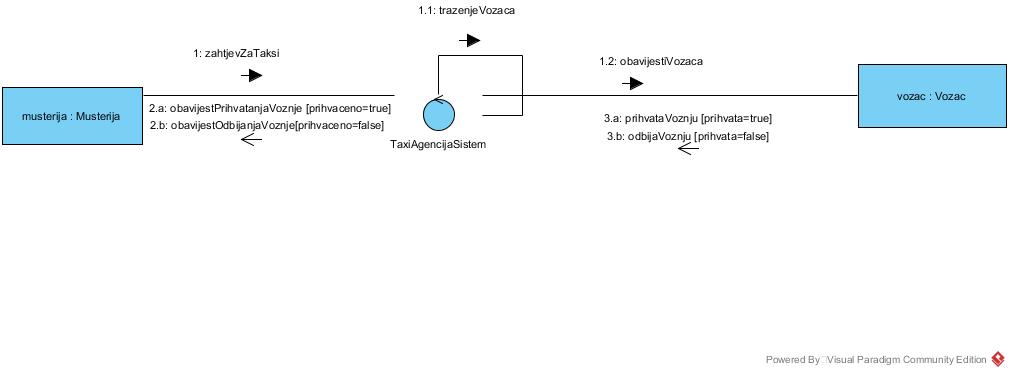 1.1: trazenjeVozaca
1: zahtjevZaTaksi
1.2: obavijestiVozaca
musterija : Musterija
2.a: obavijestPrihvatanjaVoznje [prihvaceno=true]
2.b: obavijestOdbijanjaVoznje[prihvaceno=false]
TaxiAgencijaSistem
vozac : Vozac
3.a: prihvataVoznju [prihvata=true]
3.b: odbijaVoznju [prihvata=false]
Powered By Visual Paradigm Community Edition